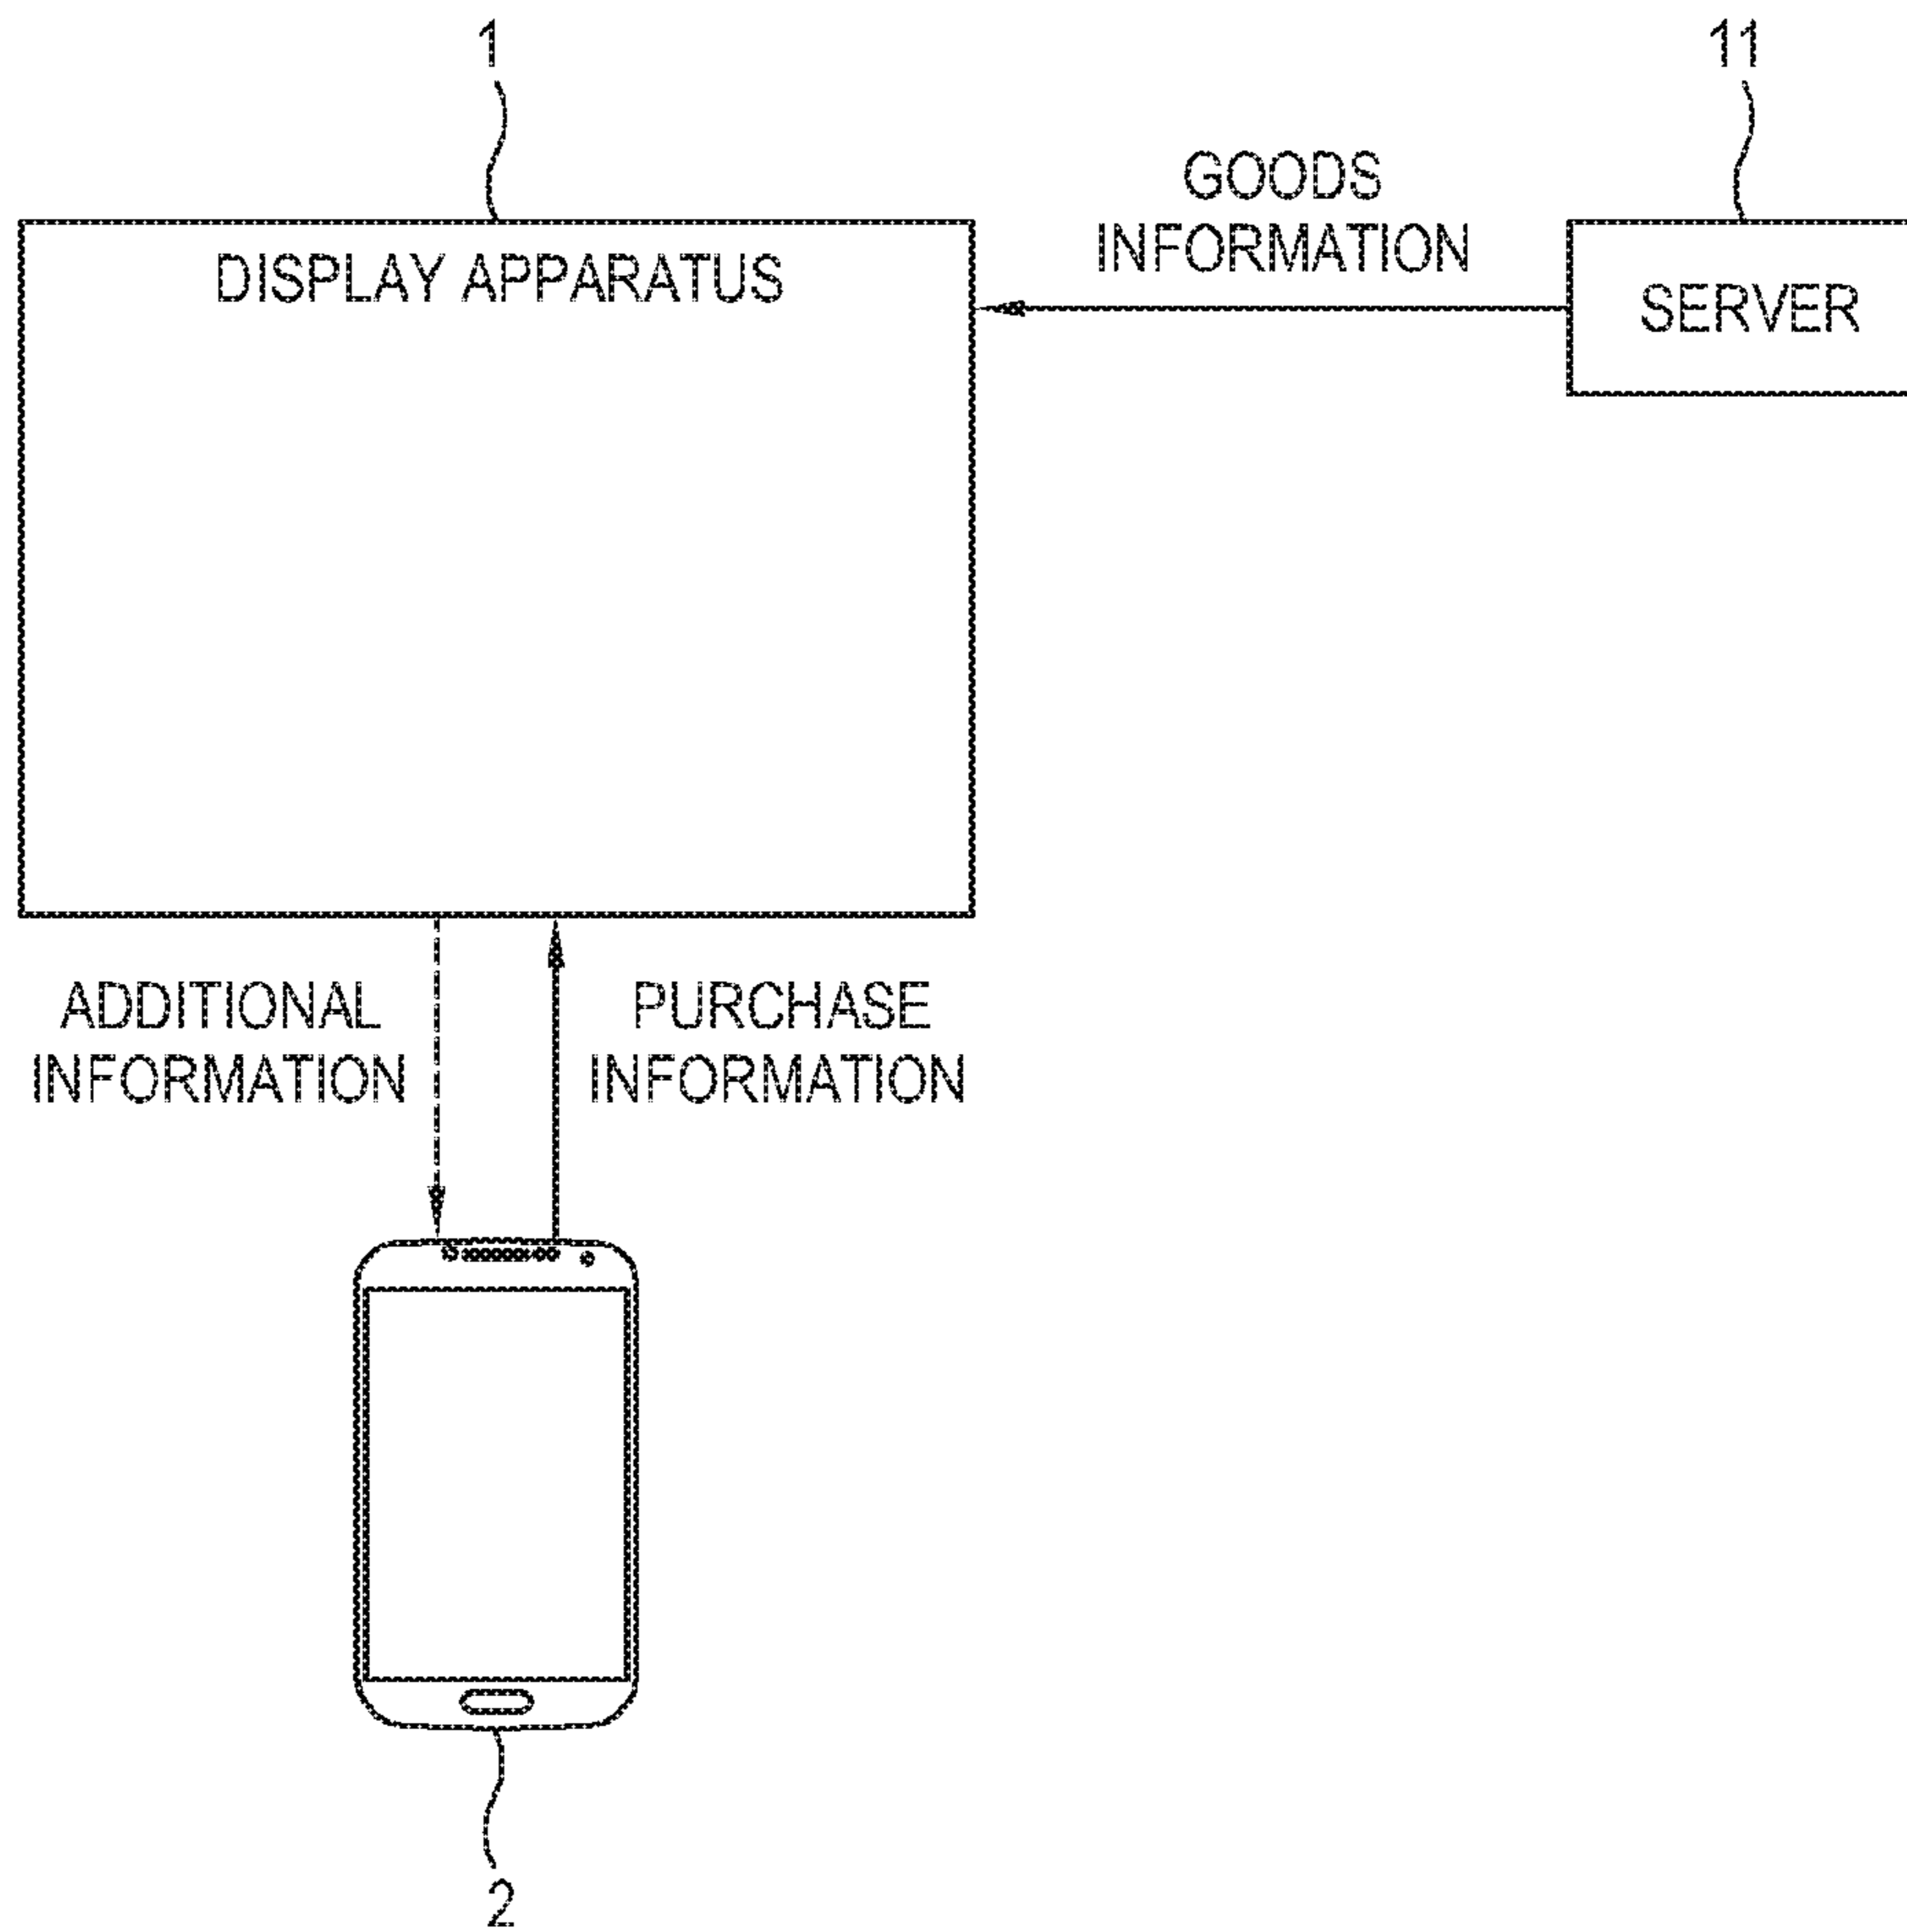 1
11
GOODS
INFORMATION
DISPLAY APPARATUS
SERVER
ADDITIONAL
INFORMATION
PURCHASE
INFORMATION
2